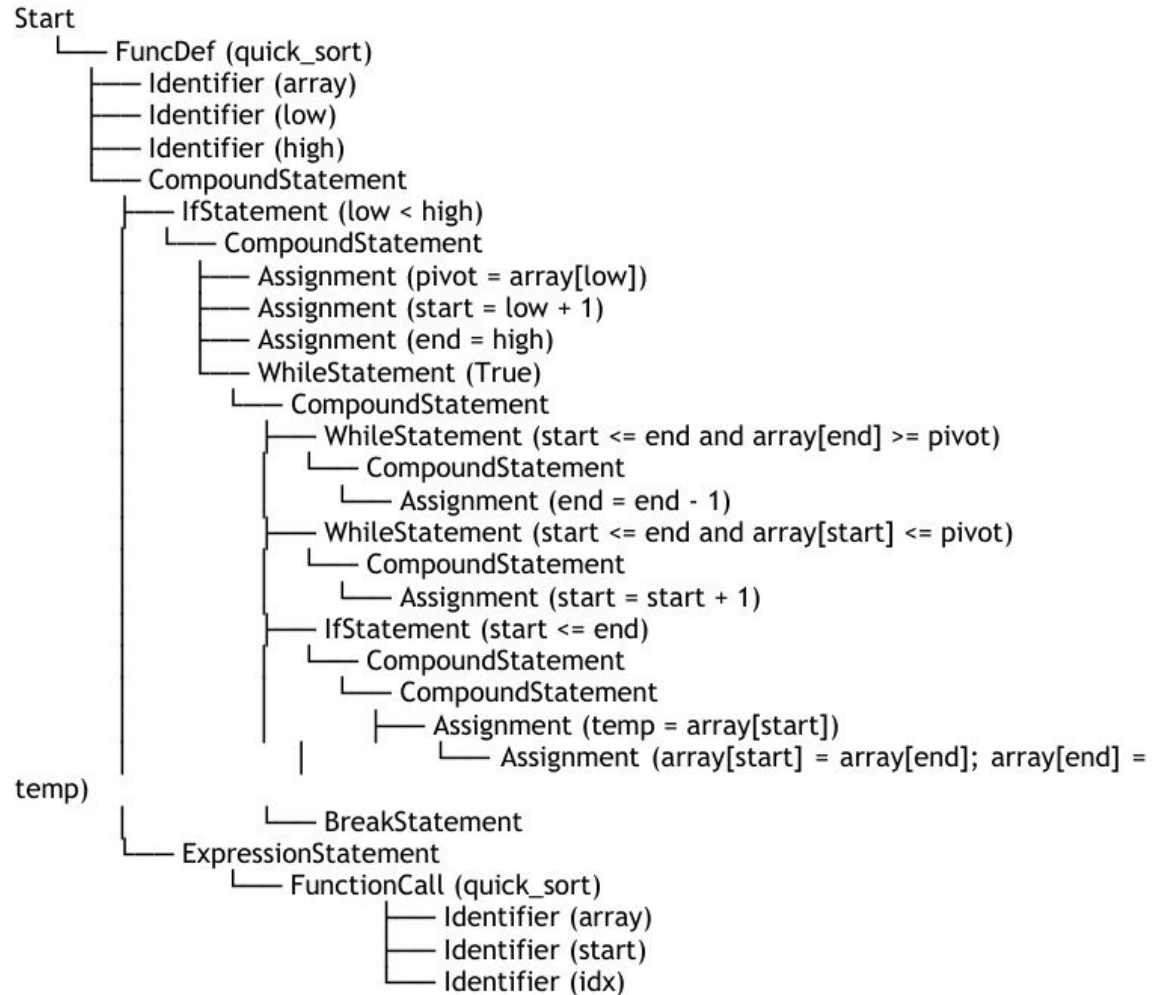 Start
FuncDef (quick_sort)
Identifier (array)
Identifier (low)
Identifier (high)
CompoundStatement
IfStatement (low < high)
CompoundStatement
Assignment (pivot = array[low])
Assignment (start = low + 1)
Assignment (end = high)
WhileStatement (True)
CompoundStatement
WhileStatement (start <= end and array[end] >= pivot)
CompoundStatement
Assignment (end = end - 1)
WhileStatement (start <= end and array[start] <= pivot)
CompoundStatement
Assignment (start = start + 1)
IfStatement (start <= end)
CompoundStatement
CompoundStatement
Assignment (temp = array[start])
Assignment (array[start] = array[end]; array[end] =
temp)
BreakStatement
ExpressionStatement
FunctionCall (quick_sort)
Identifier (array)
Identifier (start)
Identifier (idx)